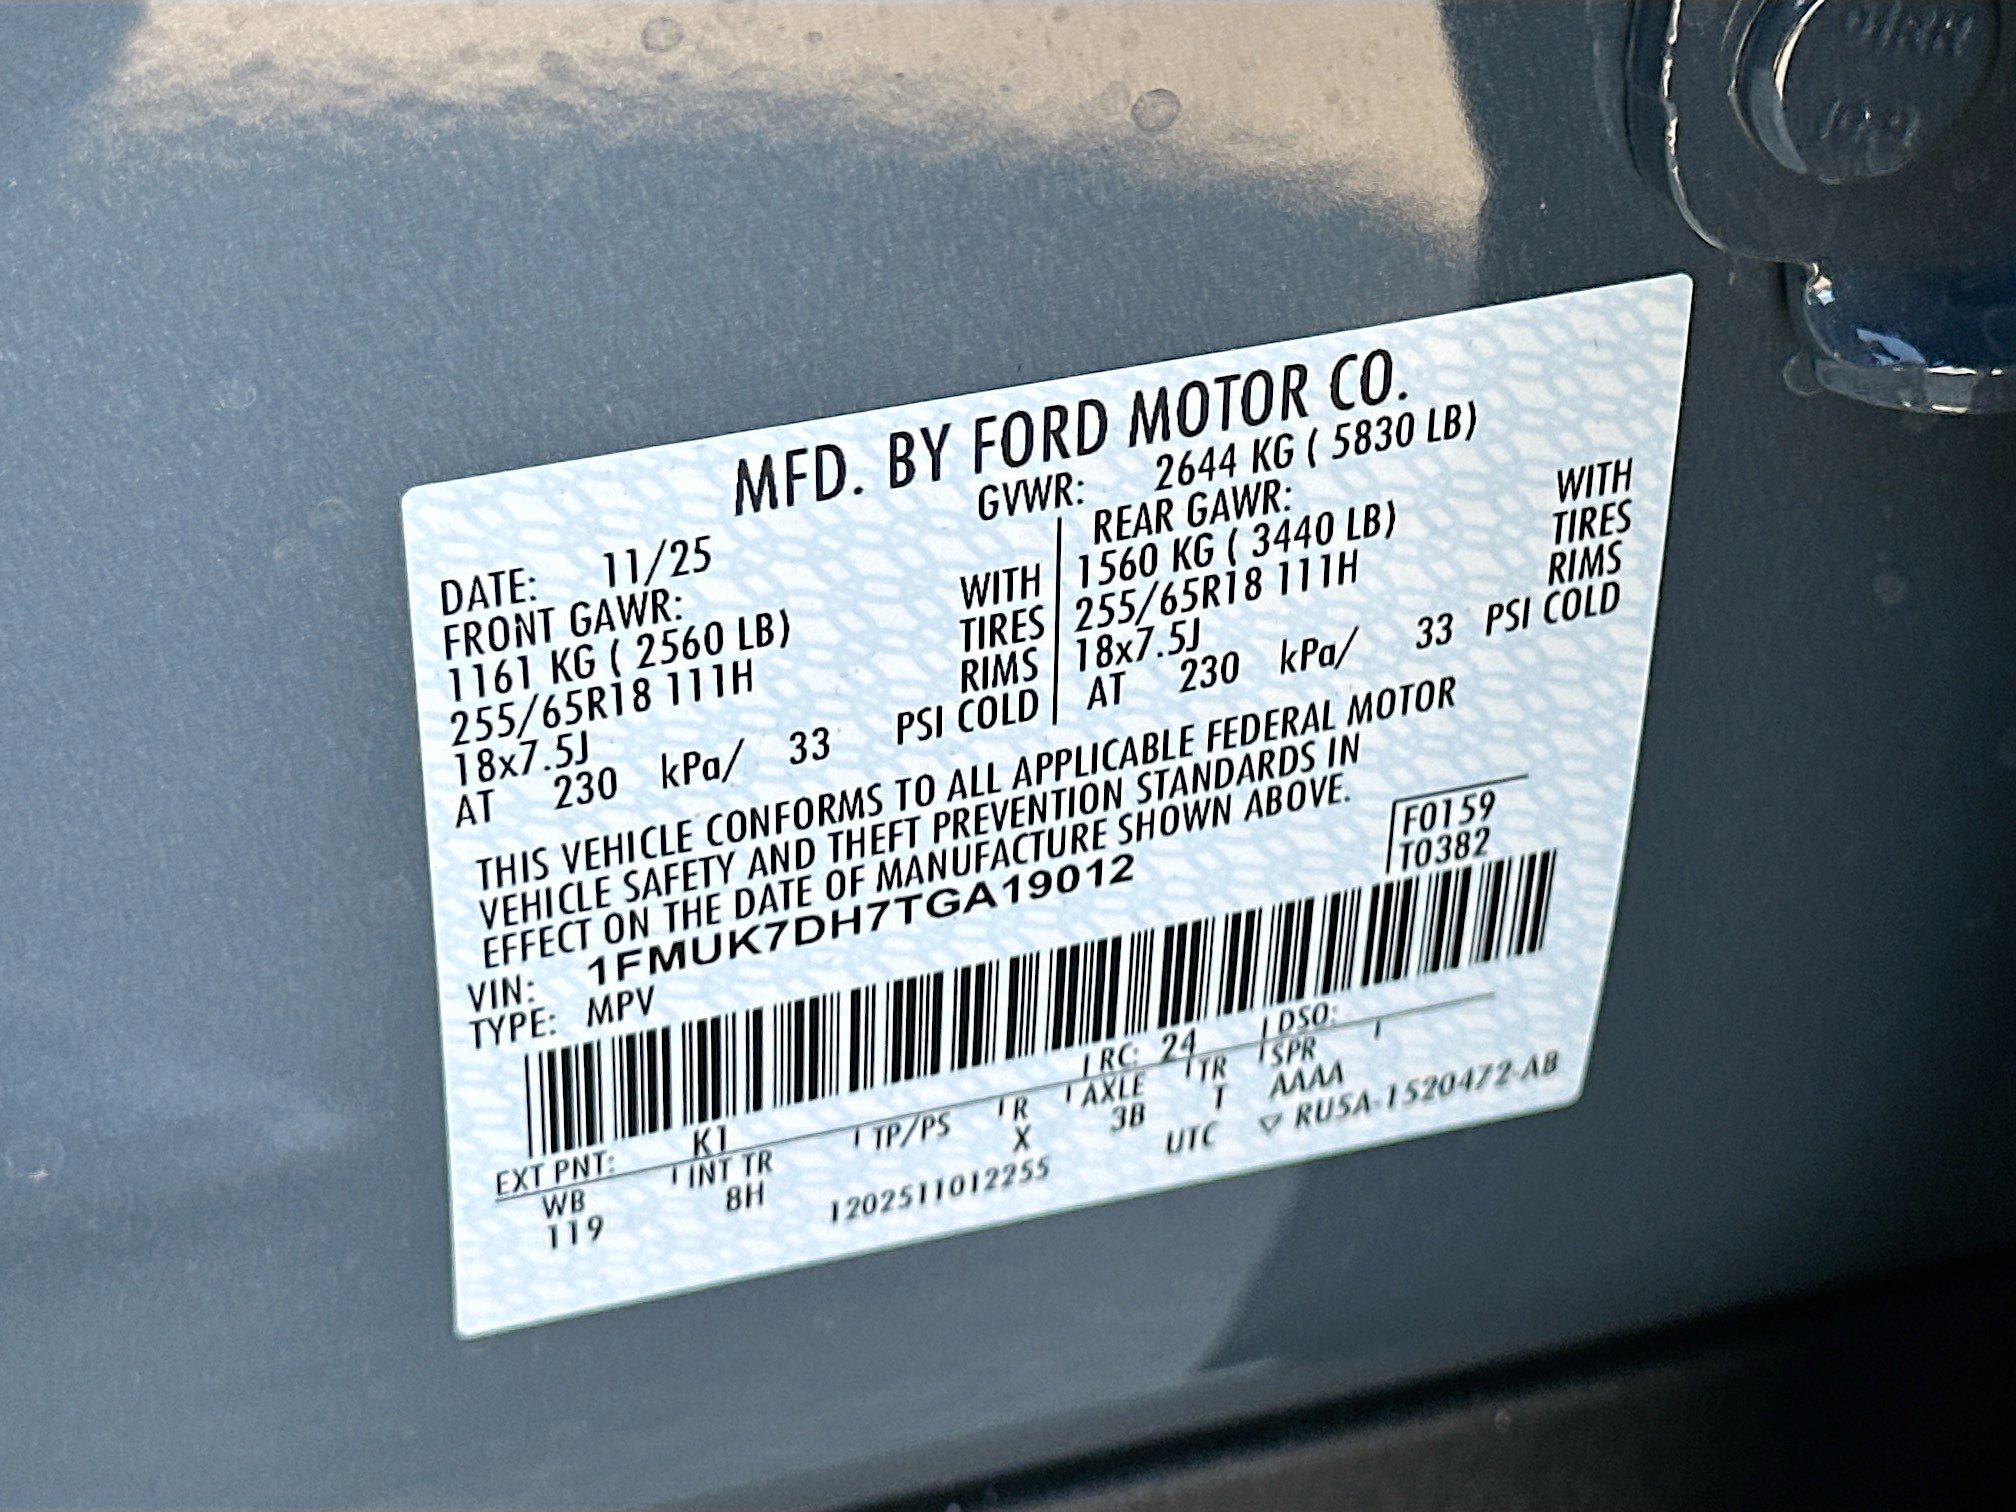 MFD. BY FORD MOTOR CO.
DATE: 11/25 GVWR: 2644 KG ( 5830 LB)
FRONT GAWR: REAR GAWR:
1161 KG ( 2560 LB) WITH 1560 KG ( 3440 LB) WITH
255/65R18 111H TIRES 255/65R18 111H TIRES
18x7.5J RIMS 18x7.5J RIMS
AT 230 kPa/ 33 PSI COLD AT 230 kPa/ 33 PSI COLD
THIS VEHICLE CONFORMS TO ALL APPLICABLE FEDERAL MOTOR
VEHICLE SAFETY AND THEFT PREVENTION STANDARDS IN
EFFECT ON THE DATE OF MANUFACTURE SHOWN ABOVE.
F0159
T0382
VIN: 1FMUK7DH7TGA19012
TYPE: MPV
EXT PNT: K1 RC: 24 DSO:
WB INT TR TP/PS R AXLE TR SPR
119 8H X 3B T AAAA
1202511012255 UTC ▽ RU5A-1520472-AB